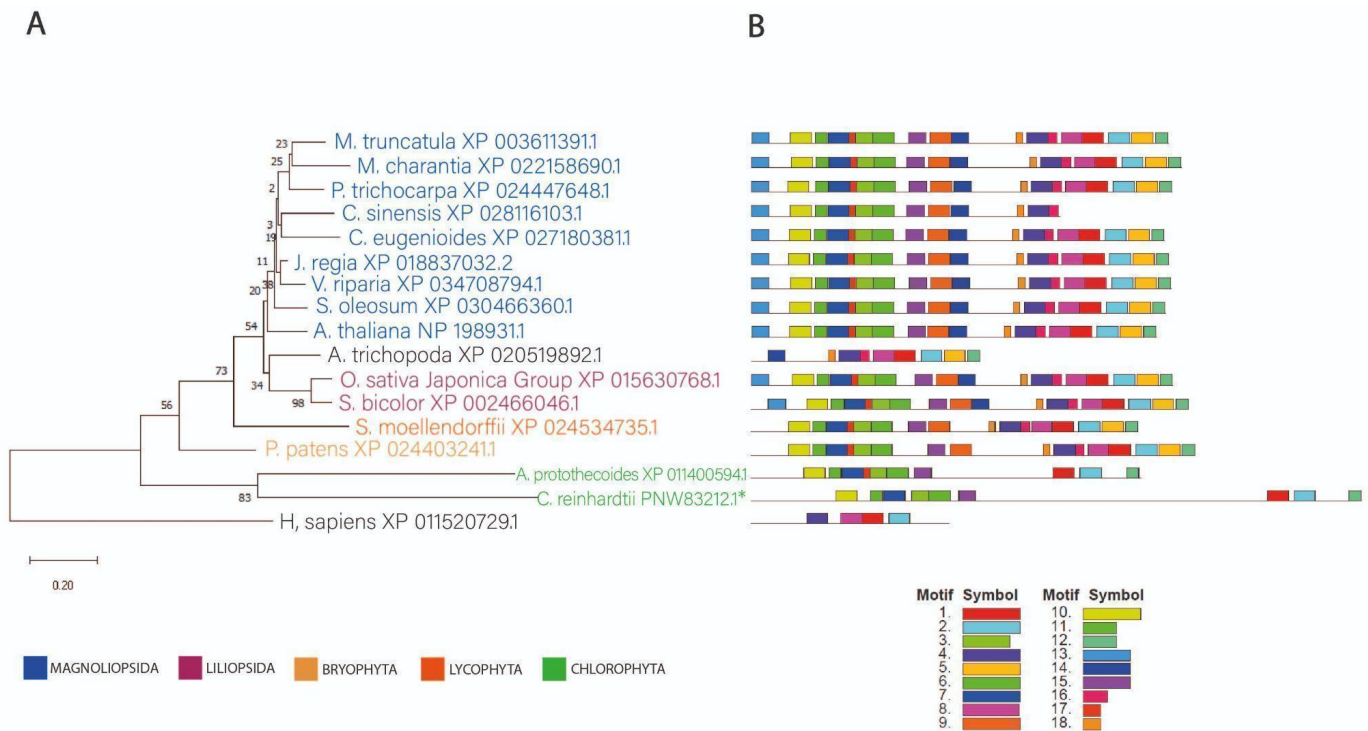 A
B
M. truncatula XP 003611391.1
M. charantia XP 022158690.1
P. trichocarpa XP 024447648.1
C. sinensis XP 028116103.1
C. eugenioides XP 027180381.1
J. regia XP 018837032.2
V. riparia XP 034708794.1
S. oleosum XP 030466360.1
A. thaliana NP 198931.1
A. trichopoda XP 020519892.1
O. sativa Japonica Group XP 015630768.1
S. bicolor XP 002466046.1
S. moellendorffii XP 024534735.1
P. patens XP 024403241.1
A. protothecoides XP 011400594.1
C. reinhardtii PNW83212.1*
H, sapiens XP 011520729.1
23
25
2
3
19
11
38
20
54
73
34
98
56
83
0.20
MAGNOLIOPSIDA
LILIOPSIDA
BRYOPHYTA
LYCOPHYTA
CHLOROPHYTA
Motif Symbol Motif Symbol
1. 10.
2. 11.
3. 12.
4. 13.
5. 14.
6. 15.
7. 16.
8. 17.
9. 18.